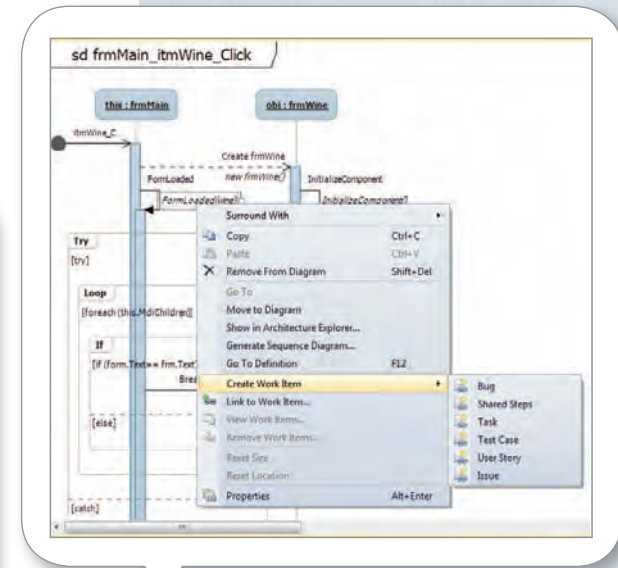 sd frmMain_itmWine_Click
this : frmMain
obj : frmWine
itmWine_C
Create frmWine
new frmWine()
FormLoaded
InitializeComponent
InitializeComponent()
Try
[try]
Loop
[foreach(this.MdiChildren)]
If
[if (form.Text == frm.Text)
[else]
[catch]
Surround With
Copy Ctrl+C
Paste Ctrl+V
Remove From Diagram Shift+Del
Go To
Move to Diagram
Show in Architecture Explorer...
Generate Sequence Diagram...
Go To Definition F12
Create Work Item
Link to Work Item...
View Work Items...
Remove Work Items...
Reset Size
Reset Location
Properties Alt+Enter
Bug
Shared Steps
Task
Test Case
User Story
Issue